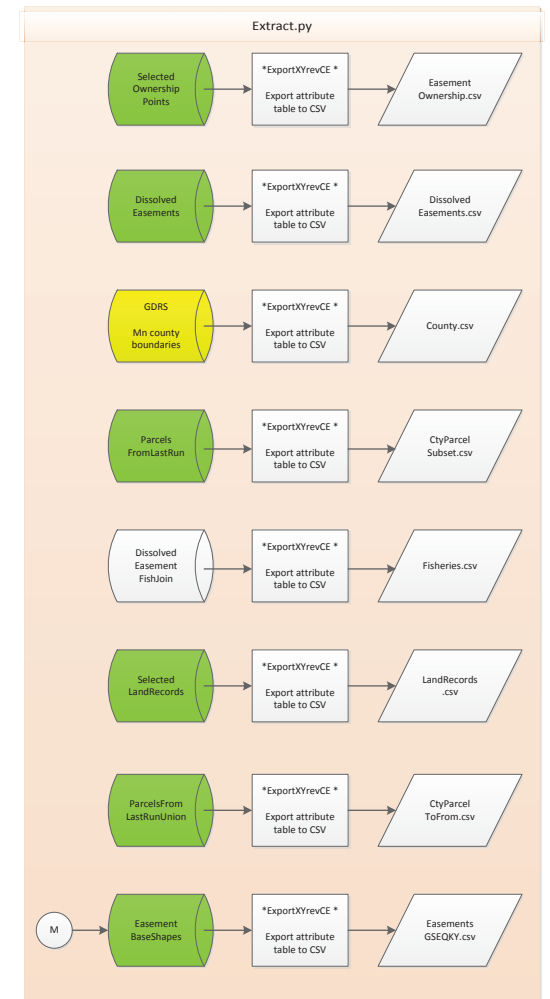 Extract.py
Selected
Ownership
Points
*ExportXYrevCE *
Export attribute
table to CSV
Easement
Ownership.csv
Dissolved
Easements
*ExportXYrevCE *
Export attribute
table to CSV
Dissolved
Easements.csv
GDRS
Mn county
boundaries
*ExportXYrevCE *
Export attribute
table to CSV
County.csv
Parcels
FromLastRun
*ExportXYrevCE *
Export attribute
table to CSV
CtyParcel
Subset.csv
Dissolved
Easement
FishJoin
*ExportXYrevCE *
Export attribute
table to CSV
Fisheries.csv
Selected
LandRecords
*ExportXYrevCE *
Export attribute
table to CSV
LandRecords
.csv
ParcelsFrom
LastRunUnion
*ExportXYrevCE *
Export attribute
table to CSV
CtyParcel
ToFrom.csv
M
Easement
BaseShapes
*ExportXYrevCE *
Export attribute
table to CSV
Easements
GSEQKY.csv